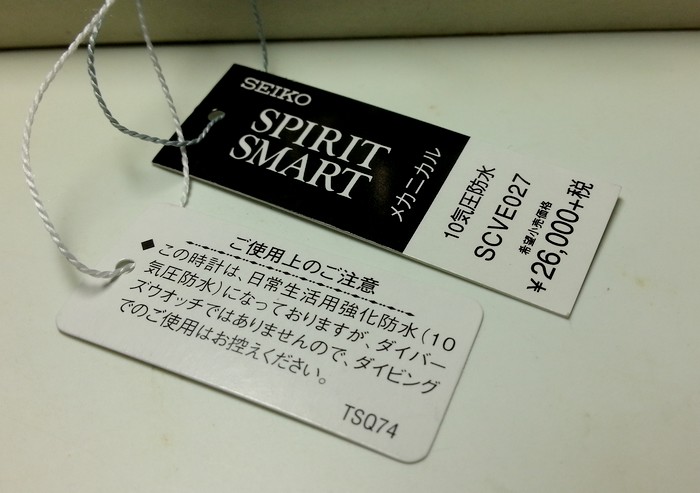 SEIKO
SPIRIT
SMART
メカニカル
10気圧防水
SCVE027
希望小売価格
¥26,000+税
ご使用上のご注意
◆この時計は、日常生活用強化防水(10
気圧防水)になっておりますが、ダイバー
ズウオッチではありませんので、ダイビング
でのご使用はお控えください。
TSQ74